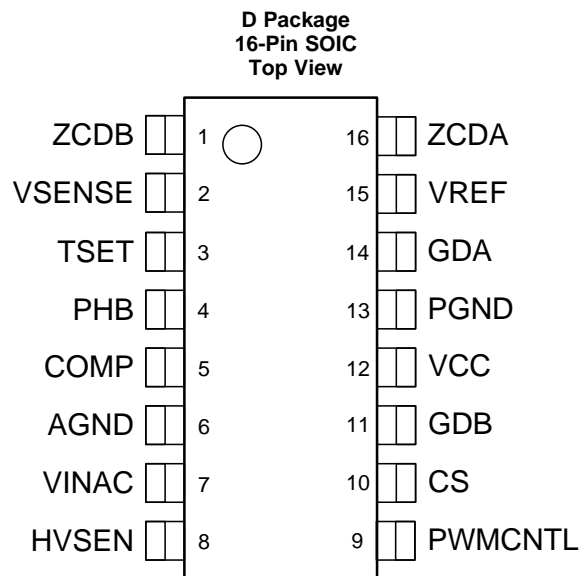 D Package
16-Pin SOIC
Top View
ZCDB 1 16 ZCDA
VSENSE 2 15 VREF
TSET 3 14 GDA
PHB 4 13 PGND
COMP 5 12 VCC
AGND 6 11 GDB
VINAC 7 10 CS
HVSEN 8 9 PWMCNTL